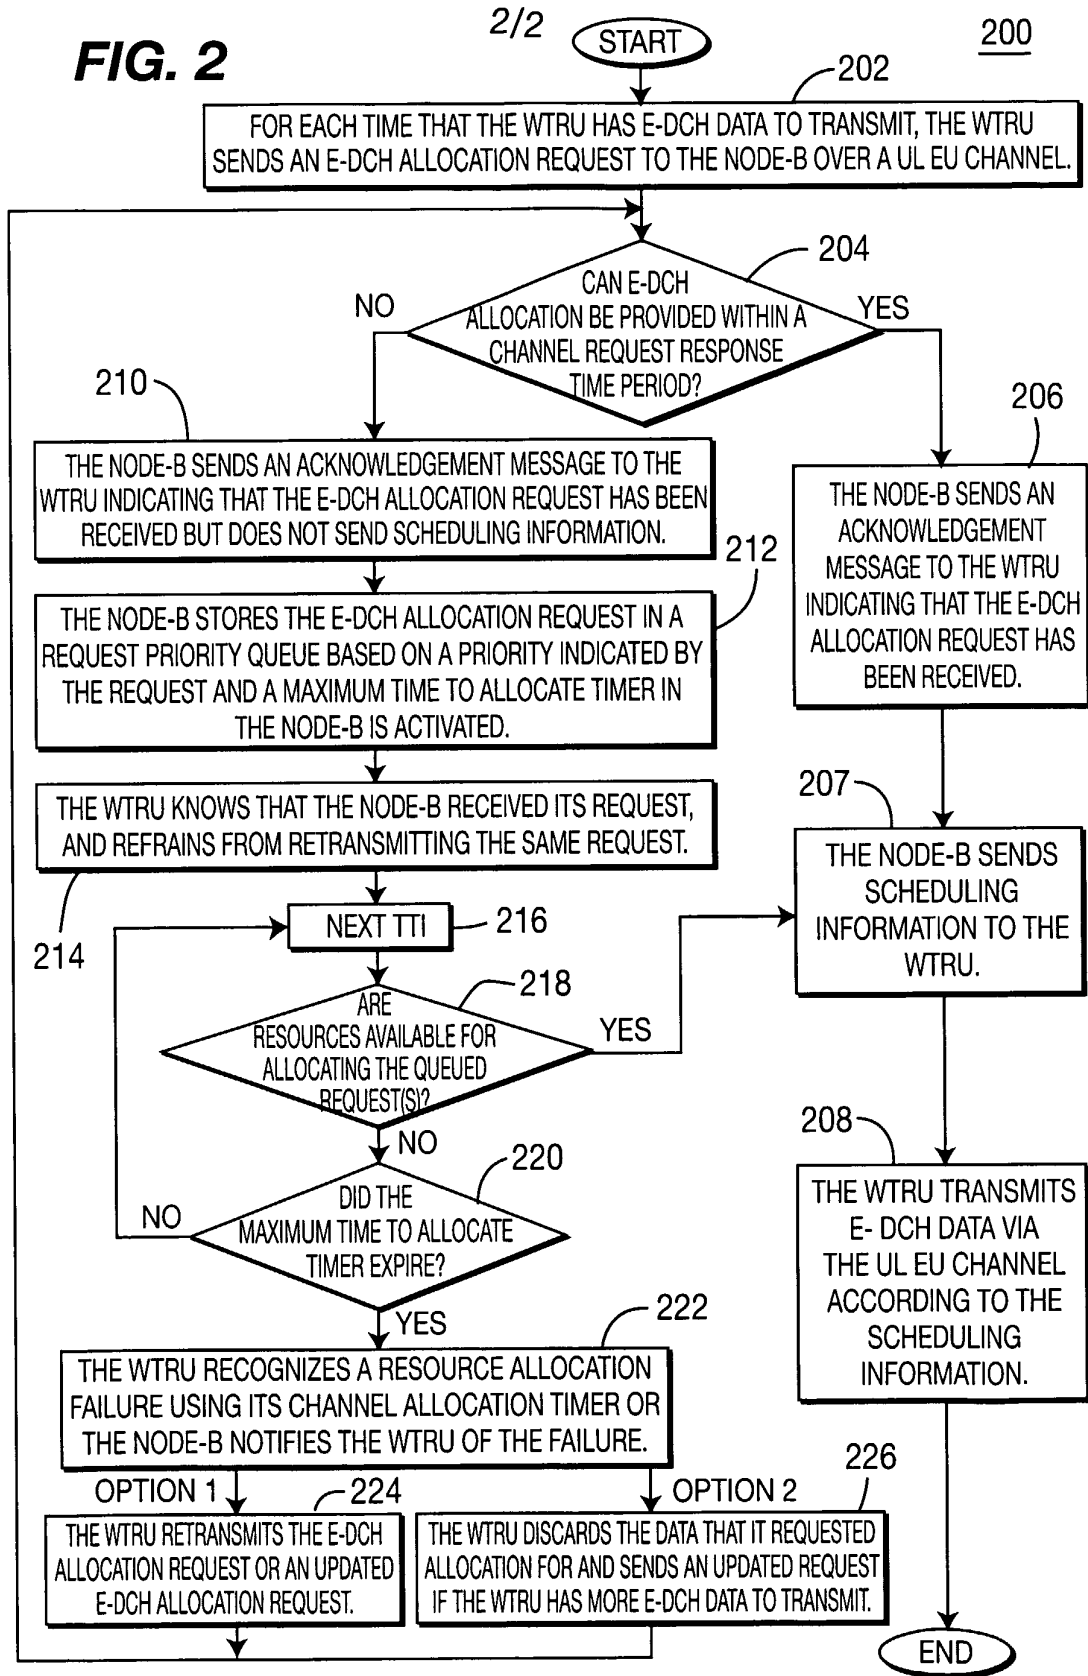 FIG. 2
2/2
START
200
202
FOR EACH TIME THAT THE WTRU HAS E-DCH DATA TO TRANSMIT, THE WTRU
SENDS AN E-DCH ALLOCATION REQUEST TO THE NODE-B OVER A UL EU CHANNEL.
204
CAN E-DCH
ALLOCATION BE PROVIDED WITHIN A
CHANNEL REQUEST RESPONSE
TIME PERIOD?
NO
YES
210
THE NODE-B SENDS AN ACKNOWLEDGEMENT MESSAGE TO THE
WTRU INDICATING THAT THE E-DCH ALLOCATION REQUEST HAS BEEN
RECEIVED BUT DOES NOT SEND SCHEDULING INFORMATION.
206
THE NODE-B SENDS AN
ACKNOWLEDGEMENT
MESSAGE TO THE WTRU
INDICATING THAT THE E-DCH
ALLOCATION REQUEST HAS
BEEN RECEIVED.
212
THE NODE-B STORES THE E-DCH ALLOCATION REQUEST IN A
REQUEST PRIORITY QUEUE BASED ON A PRIORITY INDICATED BY
THE REQUEST AND A MAXIMUM TIME TO ALLOCATE TIMER IN
THE NODE-B IS ACTIVATED.
THE WTRU KNOWS THAT THE NODE-B RECEIVED ITS REQUEST,
AND REFRAINS FROM RETRANSMITTING THE SAME REQUEST.
214
207
THE NODE-B SENDS
SCHEDULING
INFORMATION TO THE
WTRU.
NEXT TTI
216
218
ARE
RESOURCES AVAILABLE FOR
ALLOCATING THE QUEUED
REQUEST(S)?
YES
NO
220
DID THE
MAXIMUM TIME TO ALLOCATE
TIMER EXPIRE?
NO
YES
208
THE WTRU TRANSMITS
E- DCH DATA VIA
THE UL EU CHANNEL
ACCORDING TO THE
SCHEDULING
INFORMATION.
222
THE WTRU RECOGNIZES A RESOURCE ALLOCATION
FAILURE USING ITS CHANNEL ALLOCATION TIMER OR
THE NODE-B NOTIFIES THE WTRU OF THE FAILURE.
OPTION 1
224
THE WTRU RETRANSMITS THE E-DCH
ALLOCATION REQUEST OR AN UPDATED
E-DCH ALLOCATION REQUEST.
OPTION 2
226
THE WTRU DISCARDS THE DATA THAT IT REQUESTED
ALLOCATION FOR AND SENDS AN UPDATED REQUEST
IF THE WTRU HAS MORE E-DCH DATA TO TRANSMIT.
END